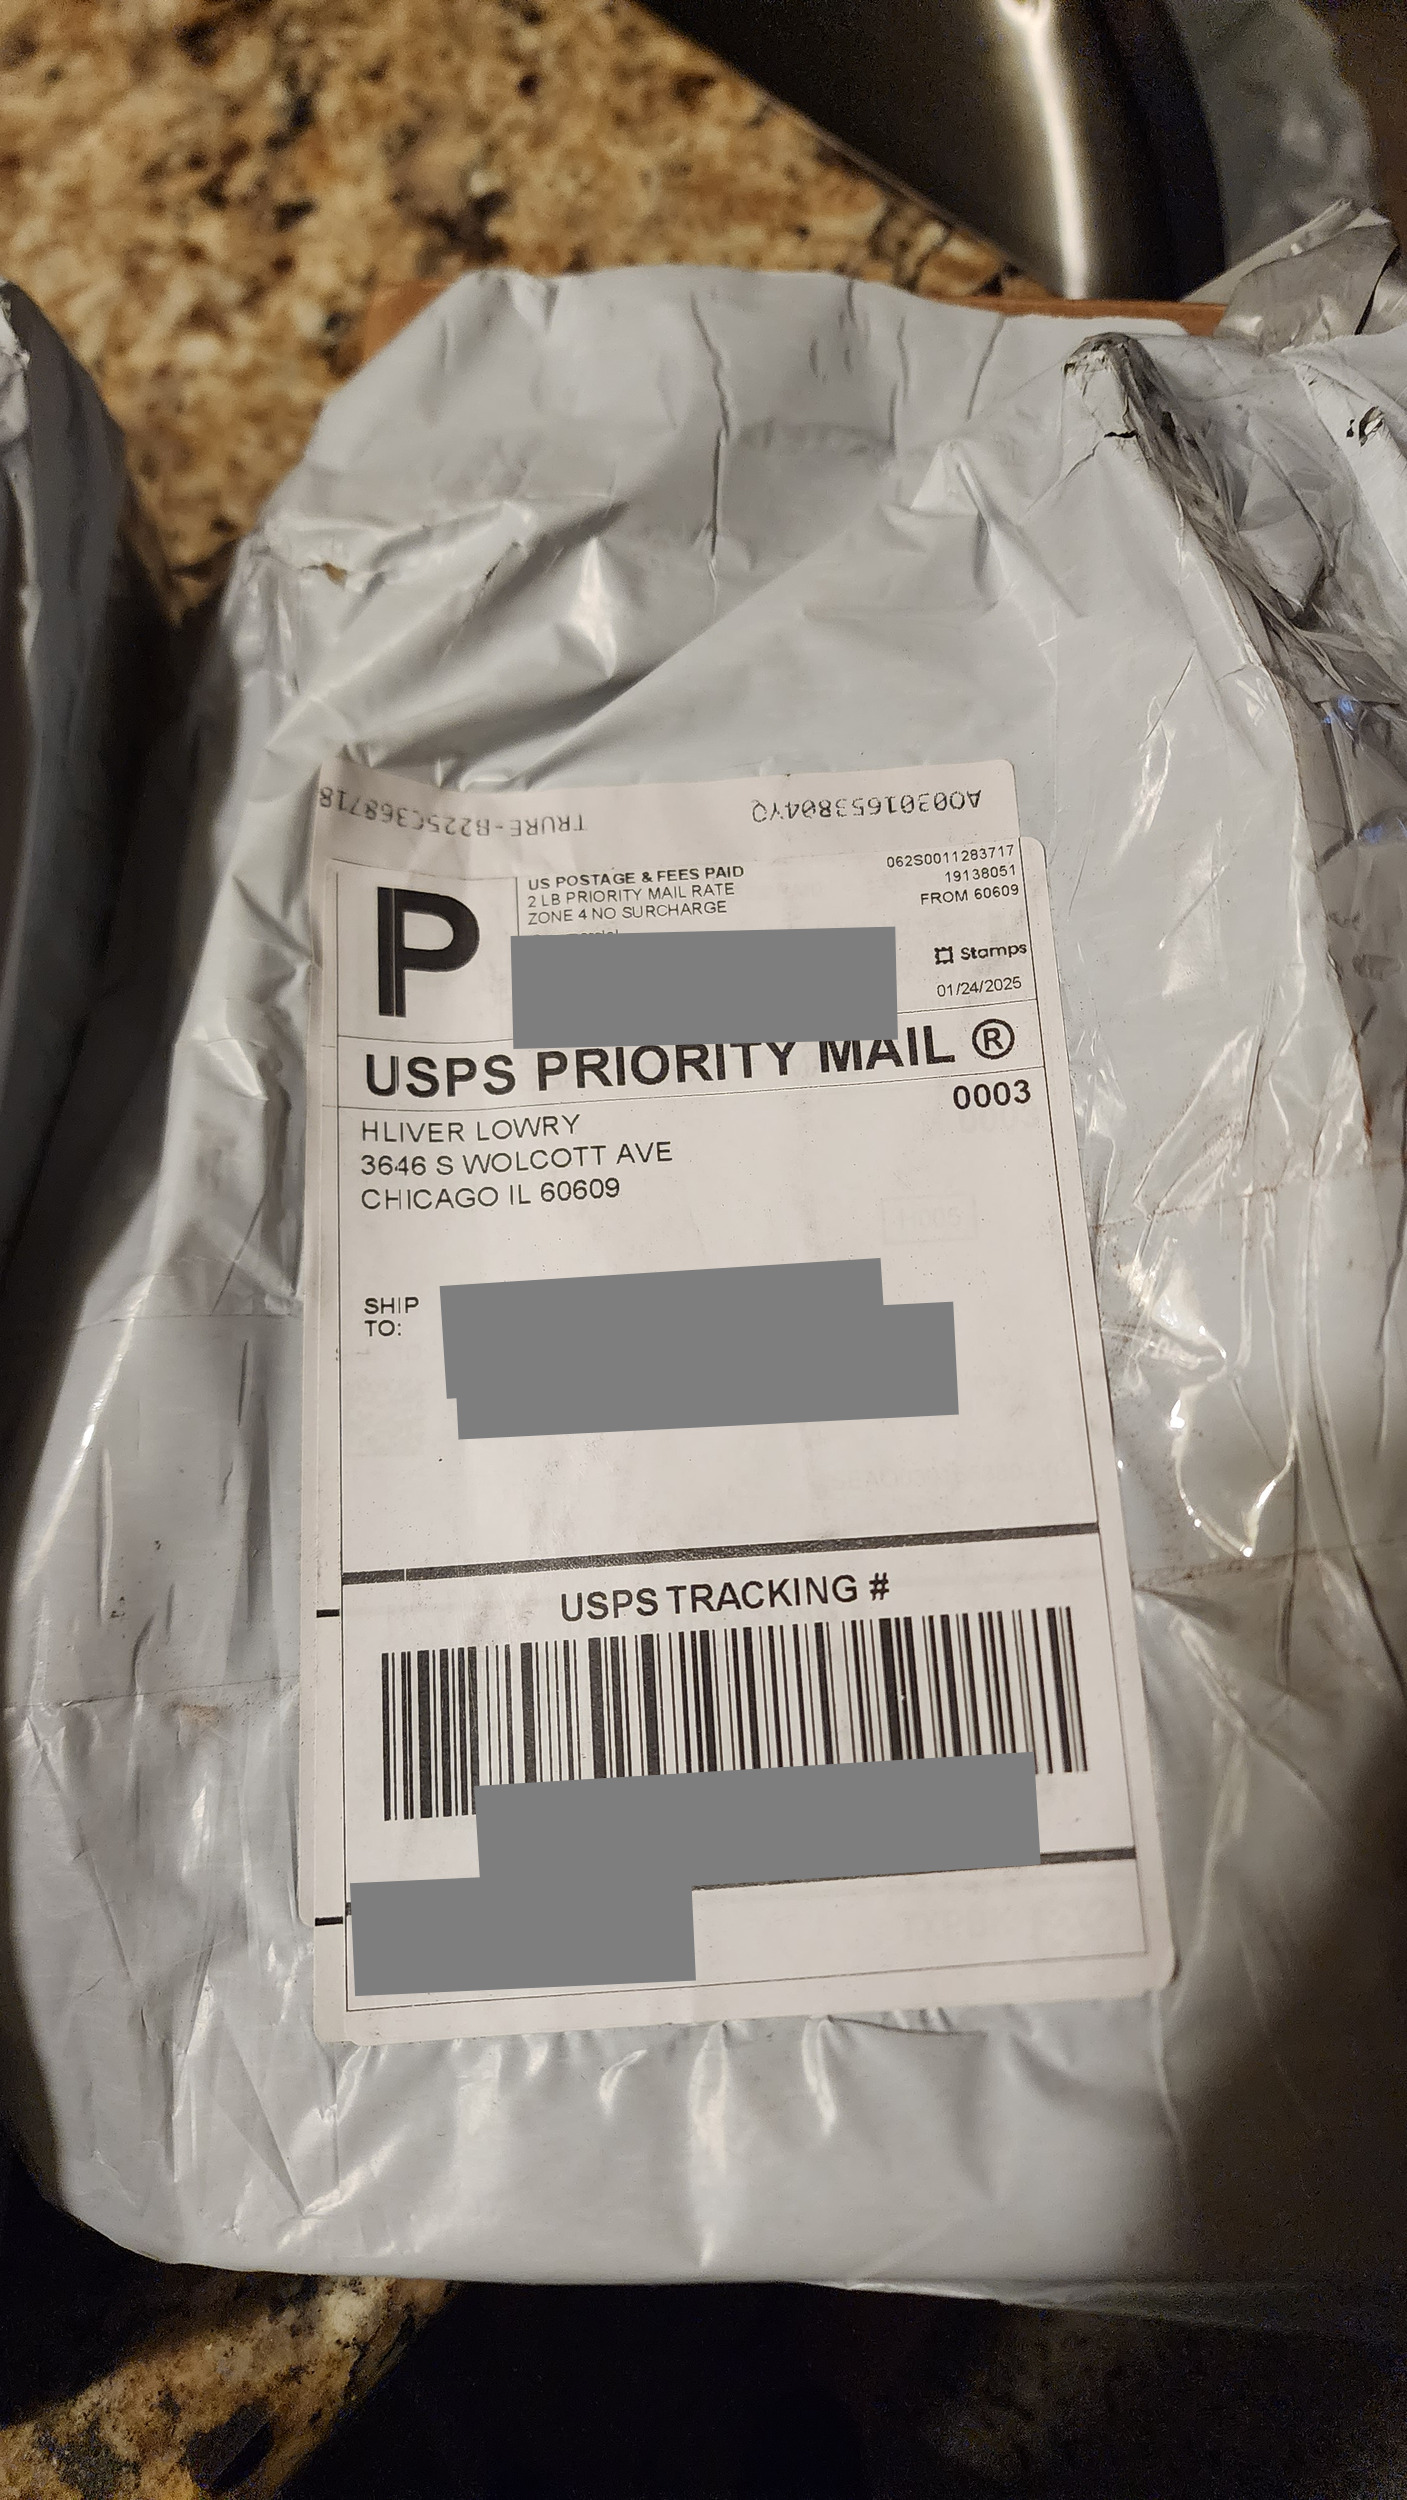 TRURE-B225C368718
AO0301653804YQ
P
US POSTAGE & FEES PAID
2 LB PRIORITY MAIL RATE
ZONE 4 NO SURCHARGE
062S0011283717
19138051
FROM 60609
Stamps
01/24/2025
USPS PRIORITY MAIL ®
0003
HLIVER LOWRY
3646 S WOLCOTT AVE
CHICAGO IL 60609
H005
SHIP
TO:
USPS TRACKING #